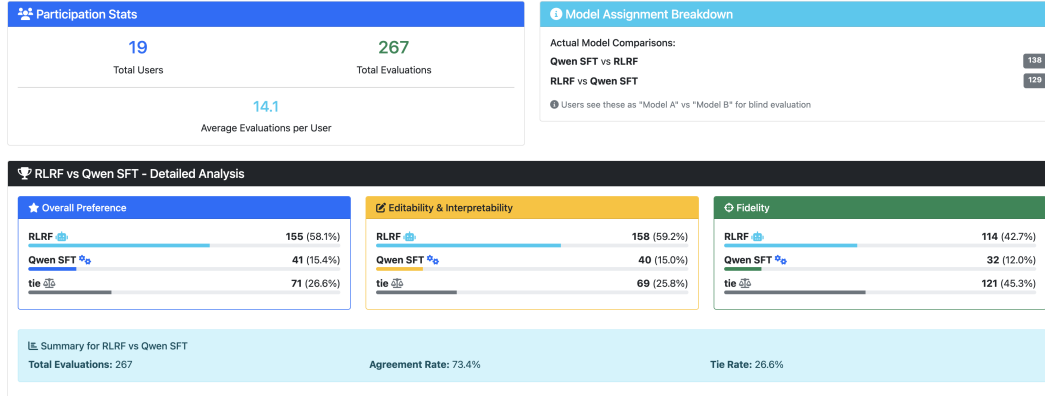 Participation Stats
19
Total Users
267
Total Evaluations
14.1
Average Evaluations per User
Model Assignment Breakdown
Actual Model Comparisons:
Qwen SFT vs RLRF 138
RLRF vs Qwen SFT 129
Users see these as "Model A" vs "Model B" for blind evaluation
RLRF vs Qwen SFT - Detailed Analysis
Overall Preference
RLRF 155 (58.1%)
Qwen SFT 41 (15.4%)
tie 71 (26.6%)
Editability & Interpretability
RLRF 158 (59.2%)
Qwen SFT 40 (15.0%)
tie 69 (25.8%)
Fidelity
RLRF 114 (42.7%)
Qwen SFT 32 (12.0%)
tie 121 (45.3%)
Summary for RLRF vs Qwen SFT
Total Evaluations: 267 Agreement Rate: 73.4% Tie Rate: 26.6%